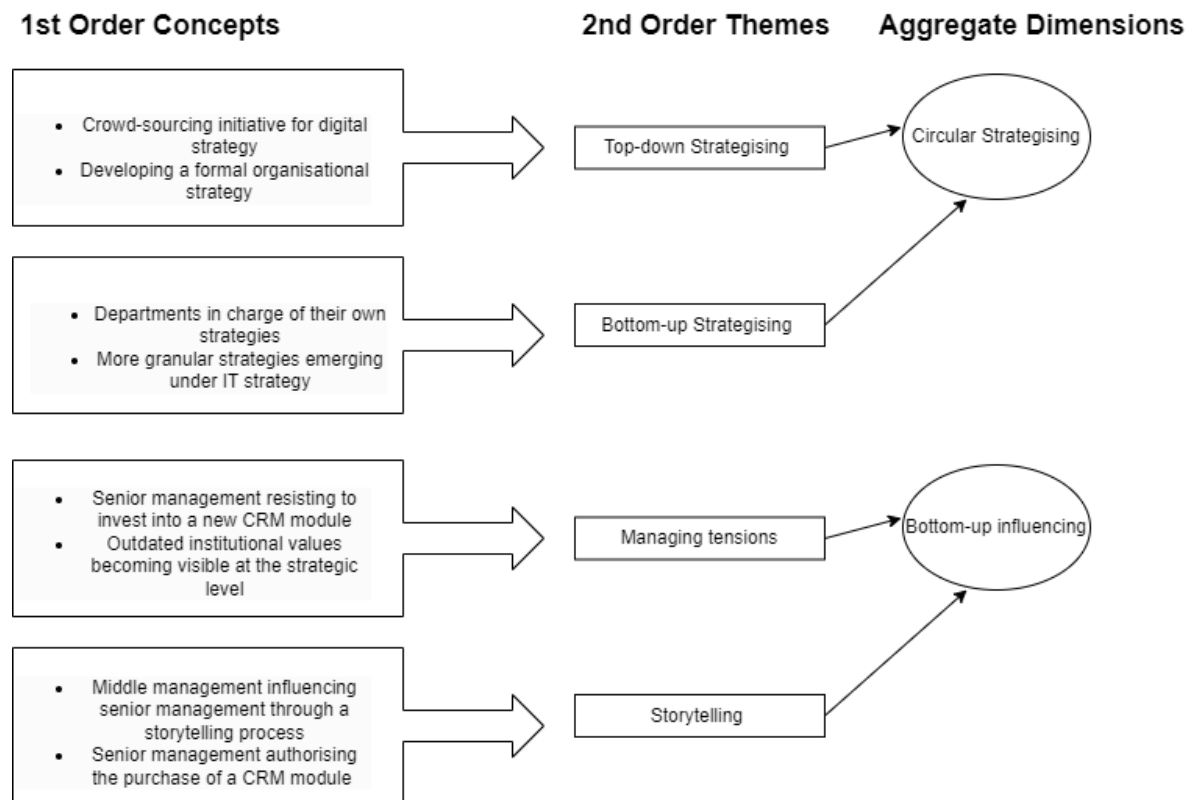 1st Order Concepts
2nd Order Themes
Aggregate Dimensions
• Crowd-sourcing initiative for digital
strategy
• Developing a formal organisational
strategy
Top-down Strategising
Circular Strategising
• Departments in charge of their own
strategies
• More granular strategies emerging
under IT strategy
Bottom-up Strategising
• Senior management resisting to
invest into a new CRM module
• Outdated institutional values
becoming visible at the strategic
level
Managing tensions
Bottom-up influencing
• Middle management influencing
senior management through a
storytelling process
• Senior management authorising
the purchase of a CRM module
Storytelling